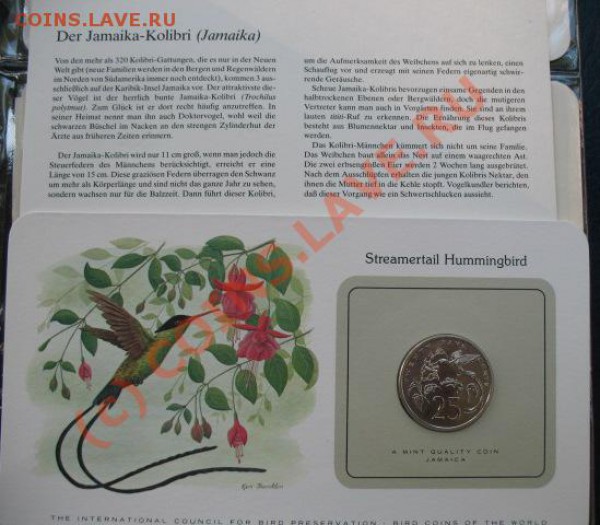 COINS.LAVE.RU
Der Jamaika-Kolibri (Jamaika)
Von den mehr als 320 Kolibri-Gattungen, die es nur in der Neuen
Welt gibt (neue Familien werden in den Bergen und Regenwäldern
im Norden von Südamerika immer noch entdeckt), kommen 3 aus-
schließlich auf der Karibik-Insel Jamaika vor. Der attraktivste die-
ser Vögel ist der herrlich bunte Jamaika-Kolibri (Trochilus
polytmus). Zum Glück ist er dort recht häufig anzutreffen. In
seiner Heimat nennt man ihn auch Doktorvogel, wohl weil die
schwarzen Büschel im Nacken an den strengen Zylinderhut der
Ärzte aus früheren Zeiten erinnern.
Der Jamaika-Kolibri wird nur 11 cm groß, wenn man jedoch die
Steuerfedern des Männchens berücksichtigt, erreicht er eine
Länge von 15 cm. Diese graziösen Federn überragen den Schwanz
um mehr als Körperlänge und sind nicht das ganze Jahr zu sehen,
sondern wachsen nur für die Balzzeit. Dann führt dieser Kolibri,
um die Aufmerksamkeit des Weibchens auf sich zu lenken, einen
Schauflug vor und erzeugt mit seinen Federn eigenartig schwir-
rende Geräusche.
Scheue Jamaika-Kolibris bevorzugen einsame Gegenden in den
halbtrockenen Ebenen oder Bergwäldern, doch die mutigeren
Vertreter kann man auch in Vorgärten finden. Sie sind an ihrem
lauten titit-Ruf zu erkennen. Die Ernährung dieses Kolibris
besteht aus Blumennektar und Insekten, die im Flug gefangen
werden.
Das Kolibri-Männchen kümmert sich nicht um seine Familie.
Das Weibchen baut allein das Nest auf einem waagrechten Ast.
Die zwei erbsengroßen Eier werden 2 Wochen lang ausgebrütet.
Nach dem Ausschlüpfen erhalten die jungen Kolibris Nektar, den
ihnen die Mutter tief in die Kehle stopft. Vogelkundler berichten,
daß dieser Vorgang wie ein Schwertschlucken aussieht.
Streamertail Hummingbird
25
A MINT QUALITY COIN
JAMAICA
THE INTERNATIONAL COUNCIL FOR BIRD PRESERVATION · BIRD COINS OF THE WORLD
(c) COINS.LAVE.RU